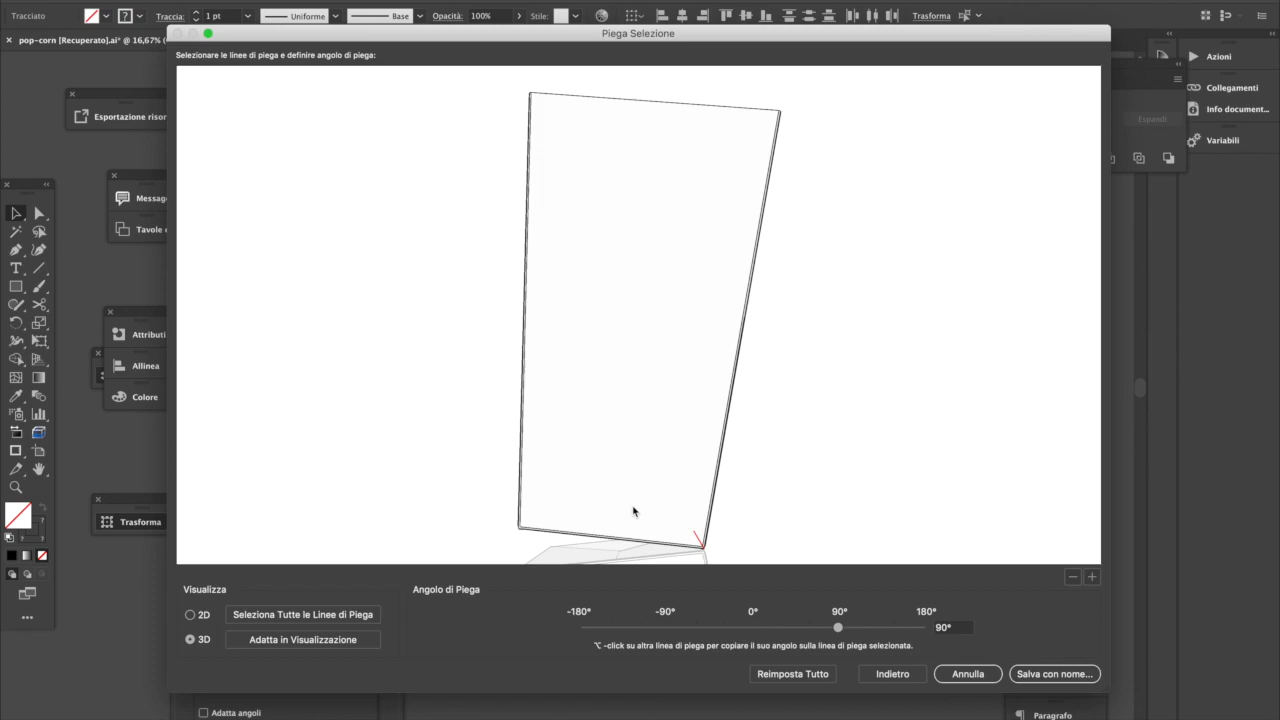 Tracciato
Traccia:
1 pt
Uniforme
Base
Opacità:
100%
Stile:
Trasforma
pop-corn [Recuperato].ai* @ 16,67%
Piega Selezione
Selezionare le linee di piega e definire angolo di piega:
Azioni
Collegamenti
Info document...
Variabili
Espandi
Esportazione risor
Messag
Tavole
Attributi
Allinea
Colore
Trasforma
Visualizza
2D
Seleziona Tutte le Linee di Piega
3D
Adatta in Visualizzazione
Angolo di Piega
-180°
-90°
0°
90°
180°
90°
⌥ -click su altra linea di piega per copiare il suo angolo sulla linea di piega selezionata.
Reimposta Tutto
Indietro
Annulla
Salva con nome...
Adatta angoli
Paragrafo